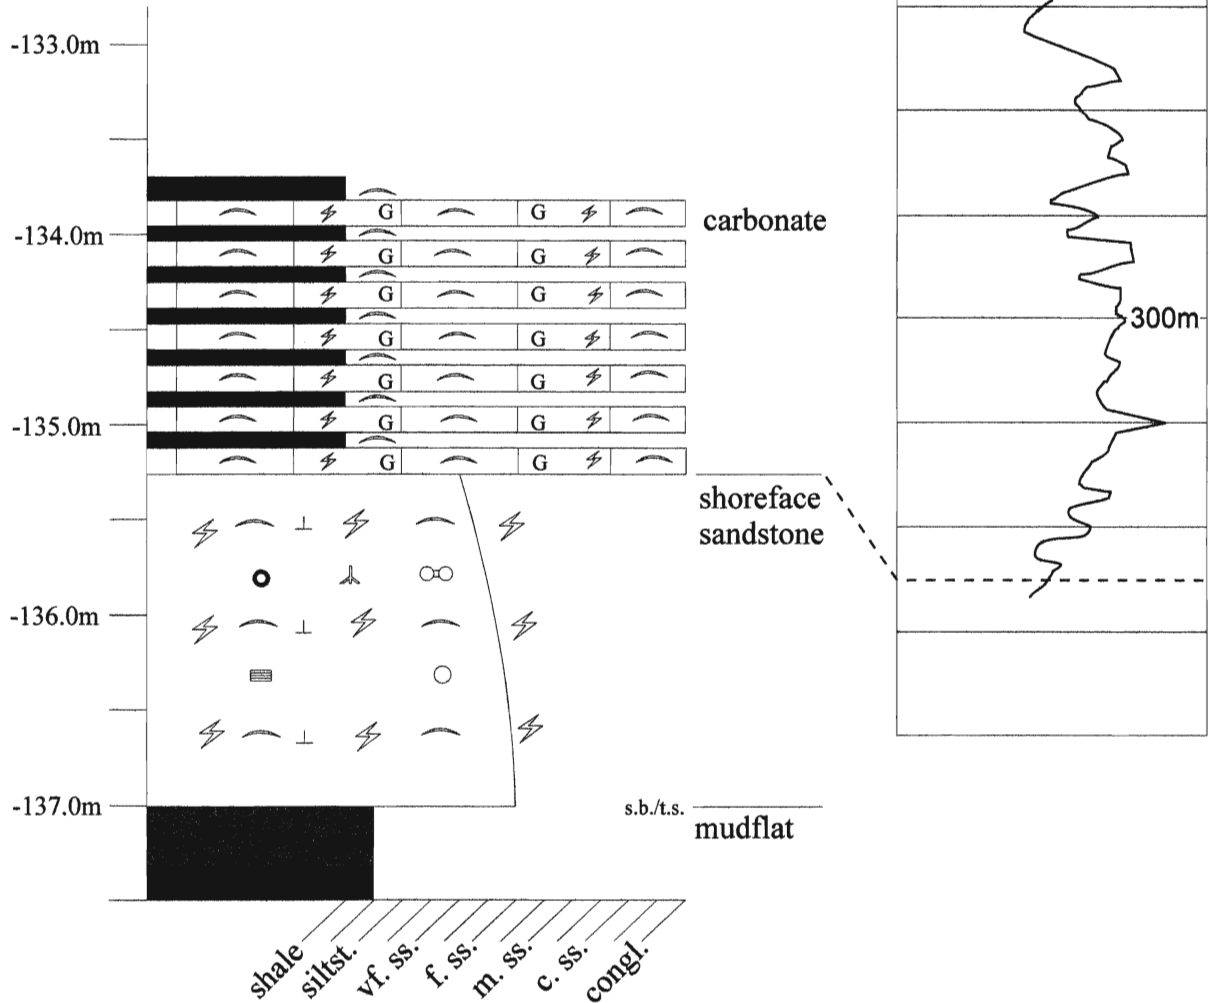 -133.0m
G G
carbonate
-134.0m
G G
G G
300m
G G
G G
-135.0m
G G
G G
shoreface
sandstone
-136.0m
-137.0m
s.b./t.s.
mudflat
shale
siltst.
vf. ss.
f. ss.
m. ss.
c. ss.
congl.